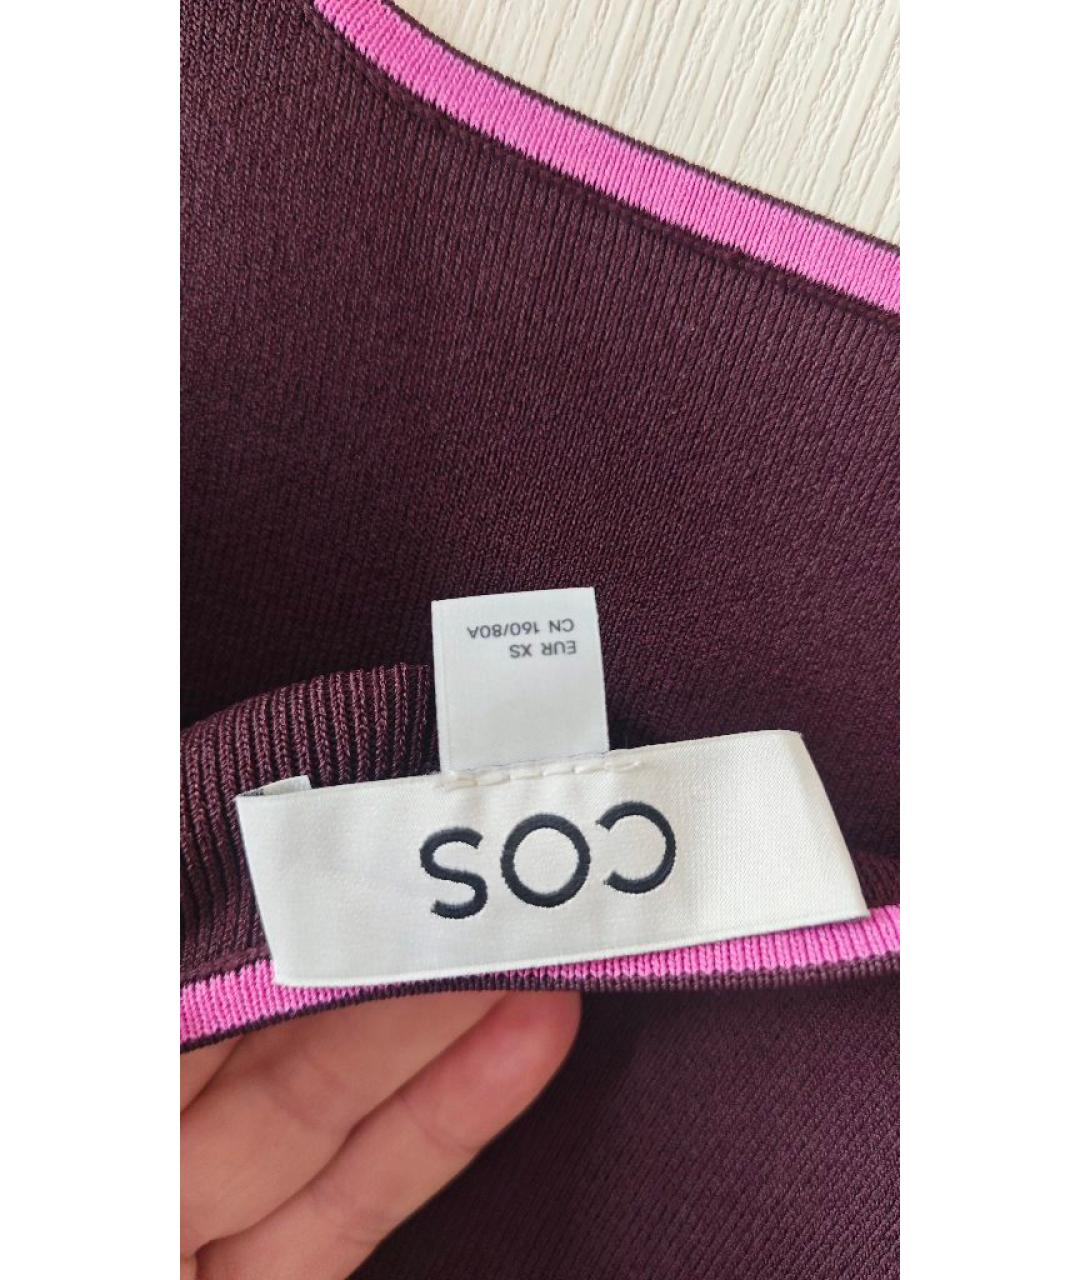 COS
EUR XS
CN 160/80A